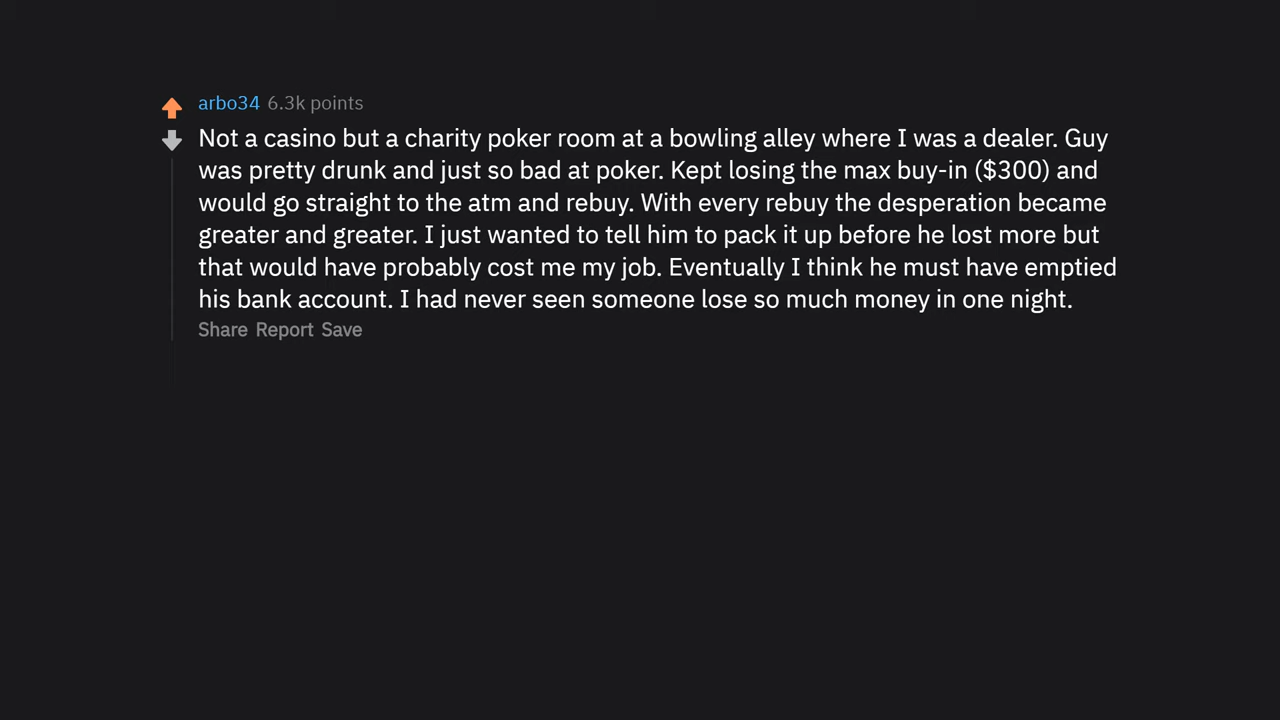 arbo34 6.3k points
Not a casino but a charity poker room at a bowling alley where I was a dealer. Guy
was pretty drunk and just so bad at poker. Kept losing the max buy-in ($300) and
would go straight to the atm and rebuy. With every rebuy the desperation became
greater and greater. I just wanted to tell him to pack it up before he lost more but
that would have probably cost me my job. Eventually I think he must have emptied
his bank account. I had never seen someone lose so much money in one night.
Share Report Save